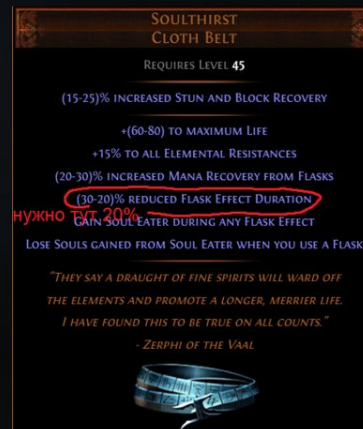 SOULTHIRST
CLOTH BELT
REQUIRES LEVEL 45
(15-25)% INCREASED STUN AND BLOCK RECOVERY
+(60-80) TO MAXIMUM LIFE
+15% TO ALL ELEMENTAL RESISTANCES
(20-30)% INCREASED MANA RECOVERY FROM FLASKS
(30-20)% REDUCED FLASK EFFECT DURATION
нужно тут 20%
GAIN SOUL EATER DURING ANY FLASK EFFECT
LOSE SOULS GAINED FROM SOUL EATER WHEN YOU USE A FLASK
"THEY SAY A DRAUGHT OF FINE SPIRITS WILL WARD OFF
THE ELEMENTS AND PROMOTE A LONGER, MERRIER LIFE.
I HAVE FOUND THIS TO BE TRUE ON ALL COUNTS."
- ZERPHI OF THE VAAL